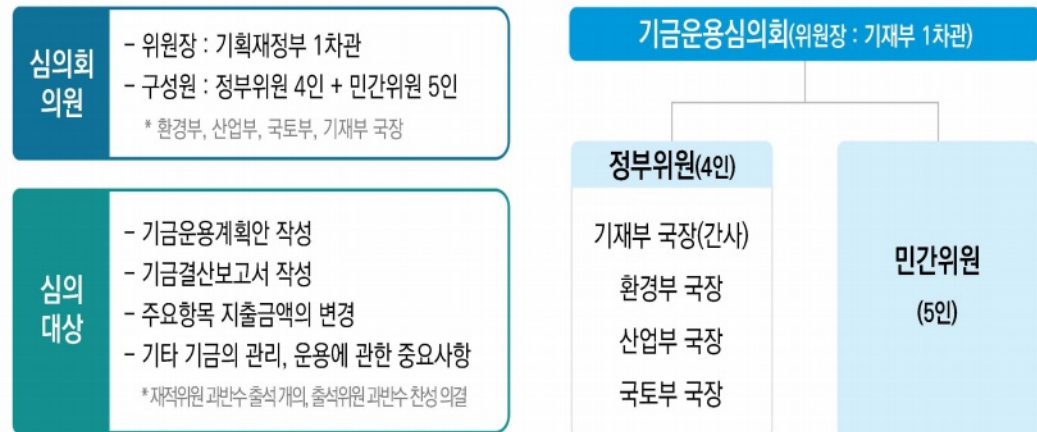 심의회
의원
- 위원장 : 기획재정부 1차관
- 구성원 : 정부위원 4인 + 민간위원 5인
* 환경부, 산업부, 국토부, 기재부 국장
심의
대상
- 기금운용계획안 작성
- 기금결산보고서 작성
- 주요항목 지출금액의 변경
- 기타 기금의 관리, 운용에 관한 중요사항
* 재적위원 과반수 출석 개의, 출석위원 과반수 찬성 의결
기금운용심의회(위원장 : 기재부 1차관)
정부위원(4인)
기재부 국장(간사)
환경부 국장
산업부 국장
국토부 국장
민간위원
(5인)